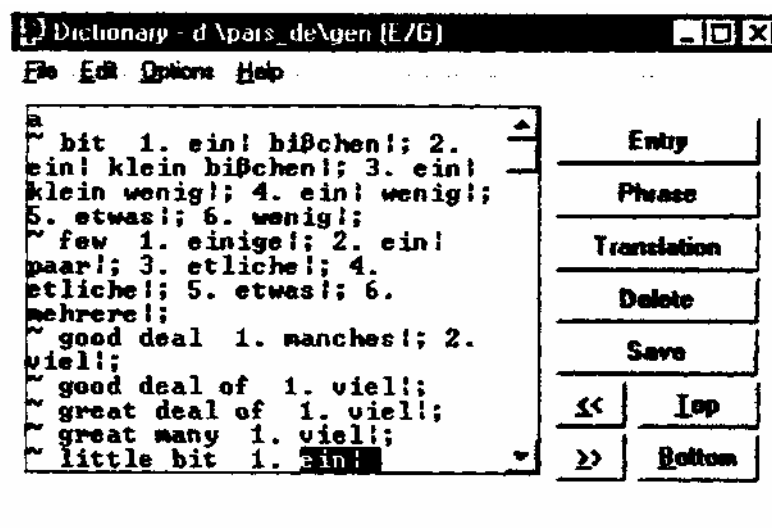 Dictionary - d \pars_de\gen (E/G)
File Edit Options Help
a
~ bit 1. ein! bißchen!; 2.
ein! klein bißchen!; 3. ein!
klein wenig!; 4. ein! wenig!;
5. etwas!; 6. wenig!;
~ few 1. einige!; 2. ein!
paar!; 3. etliche!; 4.
etliche!; 5. etwas!; 6.
mehrere!;
~ good deal 1. manches!; 2.
viel!;
~ good deal of 1. viel!;
~ great deal of 1. viel!;
~ great many 1. viel!;
~ little bit 1. ein!
Entry
Phrase
Translation
Delete
Save
<< Top
>> Bottom